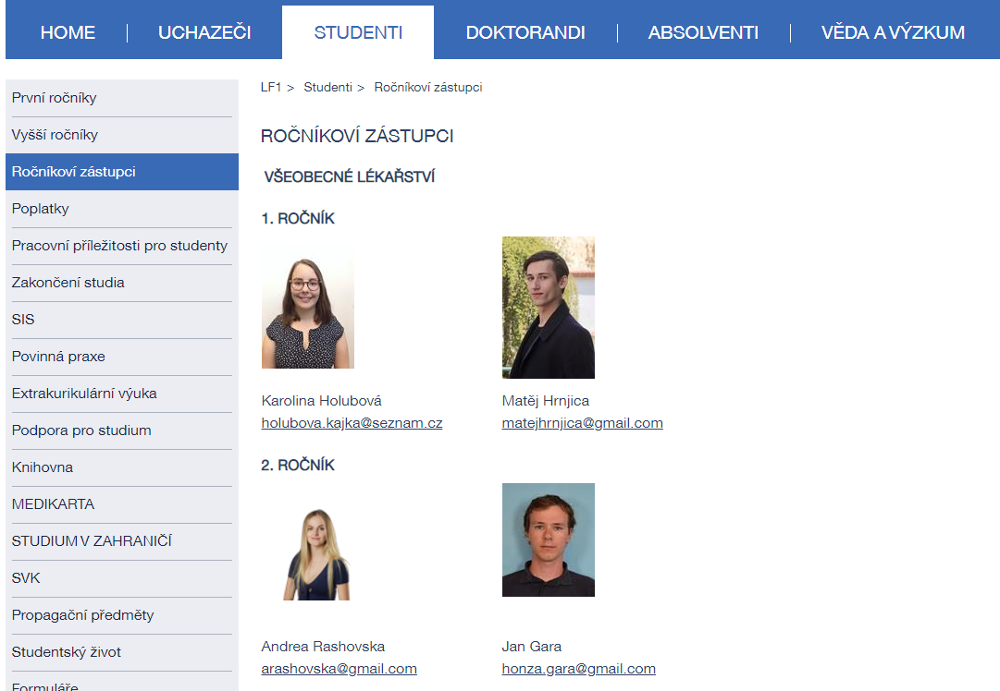 HOME
UCHAZEČI
STUDENTI
DOKTORANDI
ABSOLVENTI
VĚDA A VÝZKUM
První ročníky
Vyšší ročníky
Ročníkoví zástupci
Poplatky
Pracovní příležitosti pro studenty
Zakončení studia
SIS
Povinná praxe
Extrakurikulární výuka
Podpora pro studium
Knihovna
MEDIKARTA
STUDIUM V ZAHRANIČÍ
SVK
Propagační předměty
Studentský život
Formuláře
LF1 > Studenti > Ročníkoví zástupci
ROČNÍKOVÍ ZÁSTUPCI
VŠEOBECNÉ LÉKAŘSTVÍ
1. ROČNÍK
Karolina Holubová
holubova.kajka@seznam.cz
Matěj Hrnjica
matejhrnjica@gmail.com
2. ROČNÍK
Andrea Rashovska
arashovska@gmail.com
Jan Gara
honza.gara@gmail.com